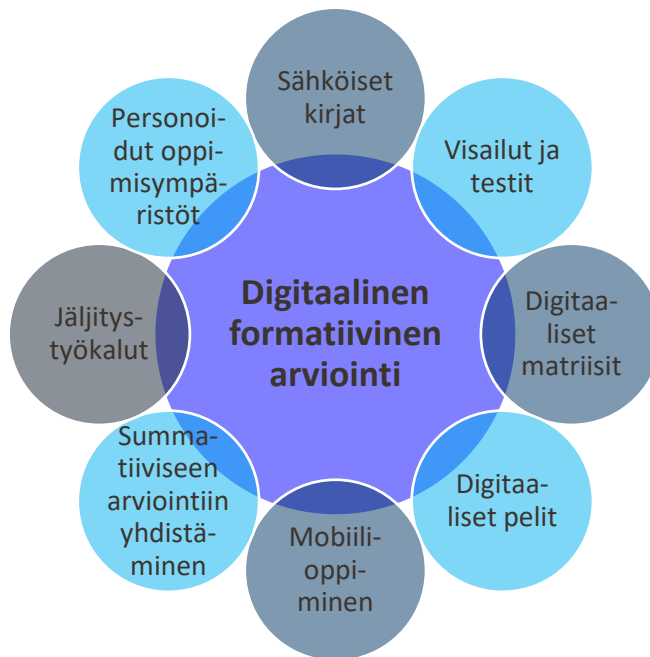 Sähköiset
kirjat
Visailut ja
testit
Digitaa-
liset
matriisit
Digitaa-
liset pelit
Mobiili-
oppi-
minen
Summa-
tiiviseen
arviointiin
yhdistä-
minen
Jäljitys-
työkalut
Personoi-
dut oppi-
misympä-
ristöt
Digitaalinen
formatiivinen
arviointi